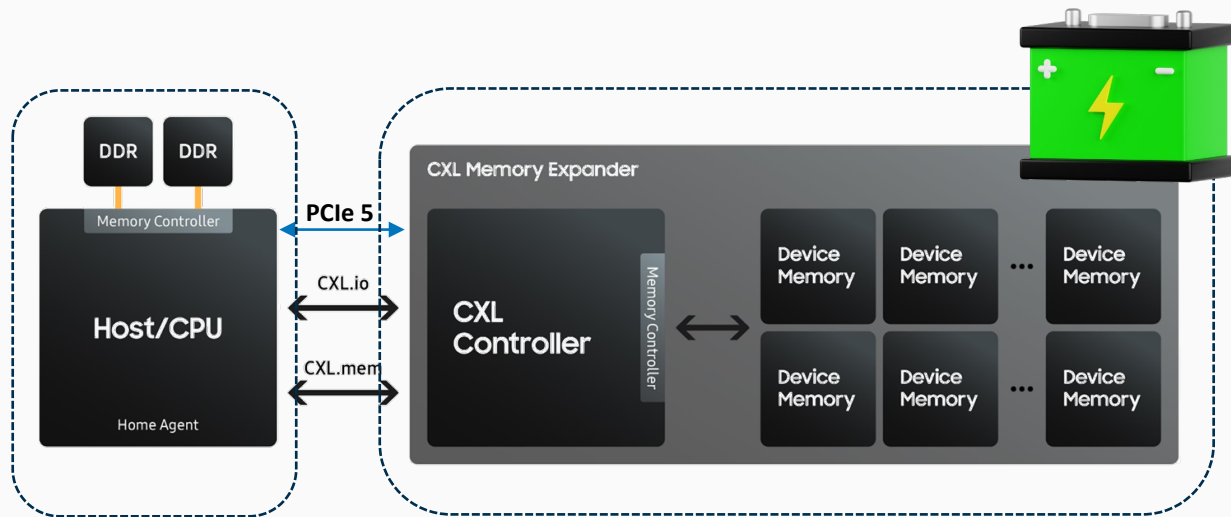 DDR
DDR
Memory Controller
Host/CPU
Home Agent
PCIe 5
CXL.io
CXL.mem
CXL Memory Expander
CXL
Controller
Memory Controller
Device
Memory
Device
Memory
...
Device
Memory
Device
Memory
Device
Memory
...
Device
Memory
+
-